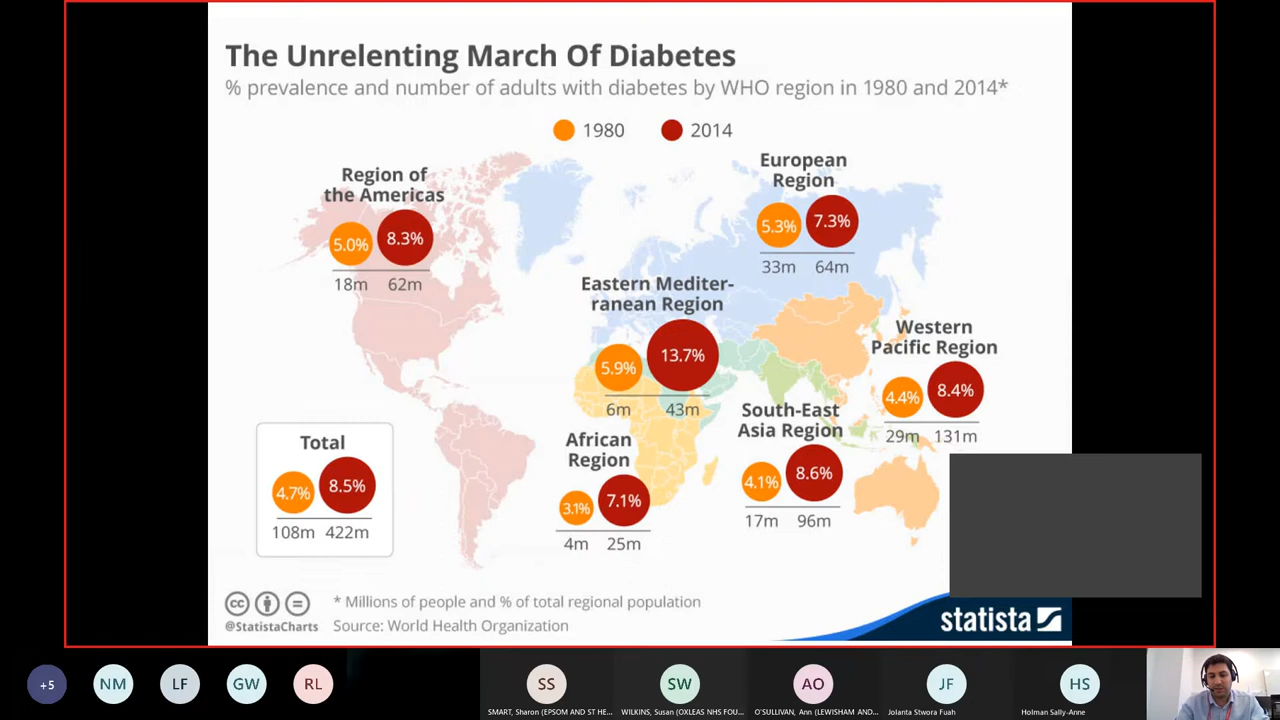 The Unrelenting March Of Diabetes
% prevalence and number of adults with diabetes by WHO region in 1980 and 2014*
1980 2014
Region of
the Americas
5.0% 8.3%
18m 62m
European
Region
5.3% 7.3%
33m 64m
Eastern Mediter-
ranean Region
5.9% 13.7%
6m 43m
Western
Pacific Region
4.4% 8.4%
29m 131m
South-East
Asia Region
4.1% 8.6%
17m 96m
African
Region
3.1% 7.1%
4m 25m
Total
4.7% 8.5%
108m 422m
* Millions of people and % of total regional population
@StatistaCharts Source: World Health Organization
cc
statista
+5 NM LF GW RL SS SW AO JF HS
SMART, Sharon (EPSOM AND ST HE... WILKINS, Susan (OXLEAS NHS FOU... O'SULLIVAN, Ann (LEWISHAM AND... Jolanta Stwora Fuah Holman Sally-Anne